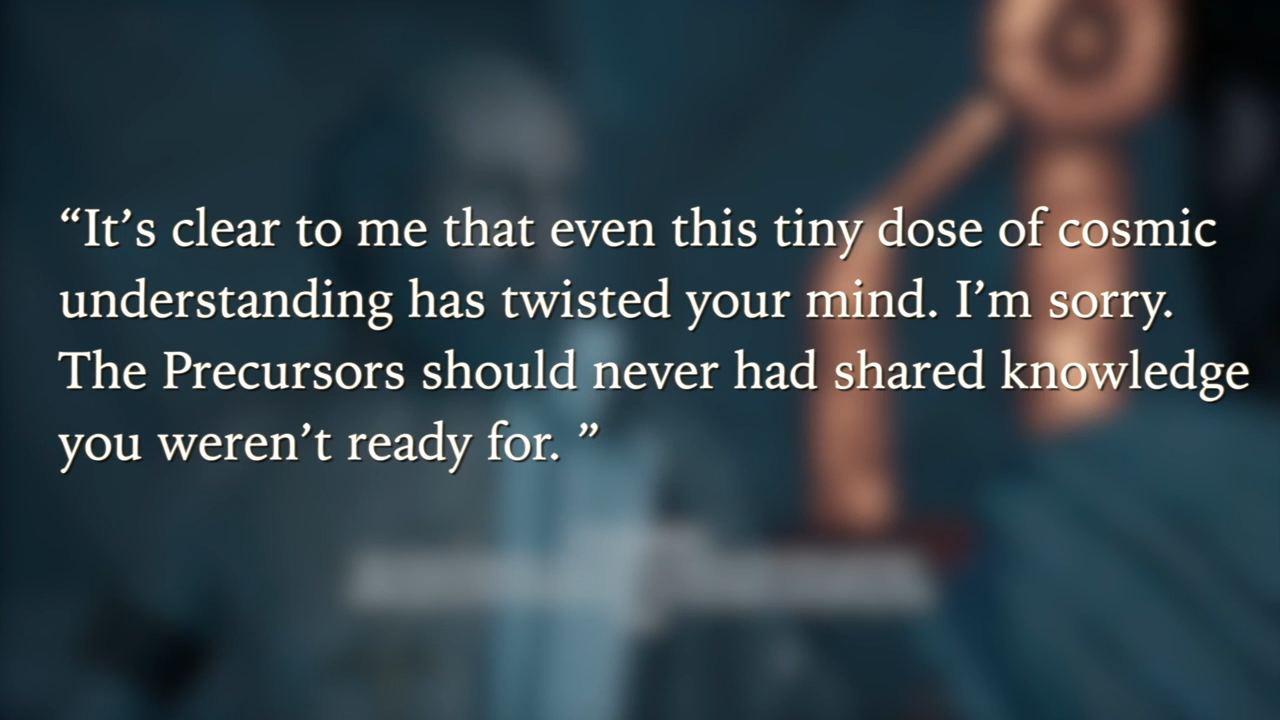 “It’s clear to me that even this tiny dose of cosmic
understanding has twisted your mind. I’m sorry.
The Precursors should never had shared knowledge
you weren’t ready for. ”